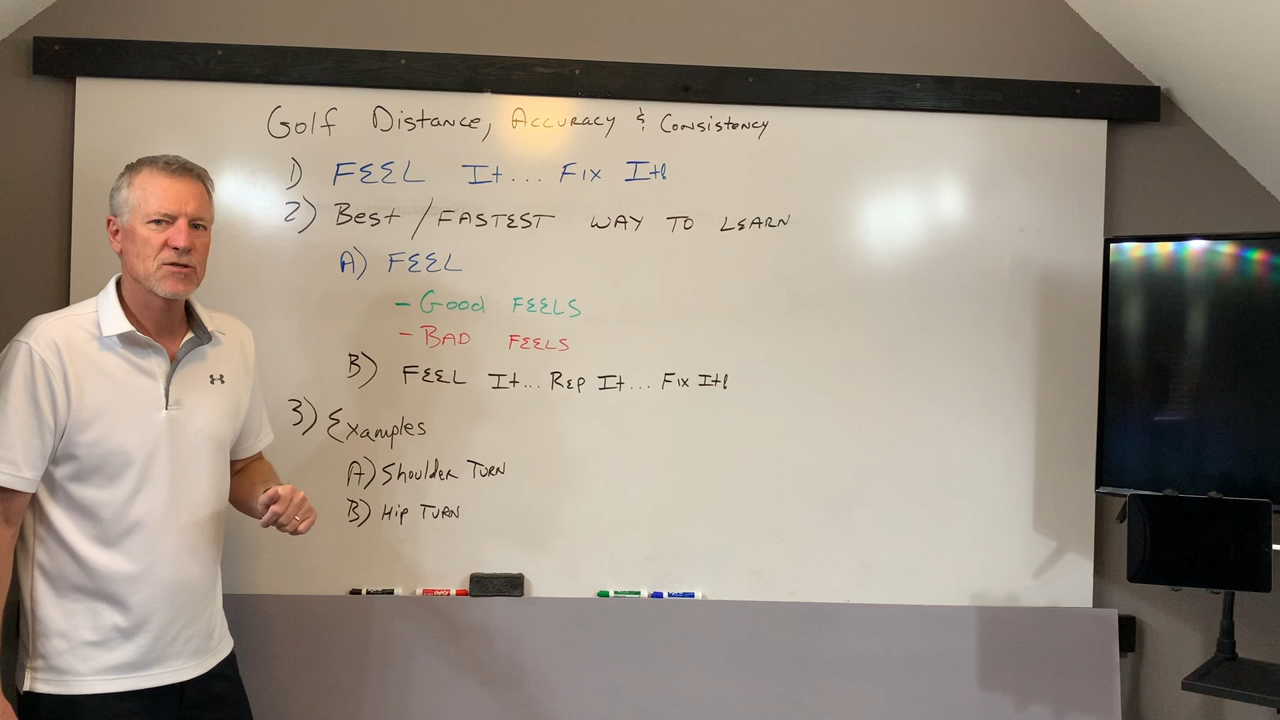 Golf Distance, Accuracy & Consistency
1) FEEL It... Fix It!
2) Best / FASTEST WAY TO LEARN
A) FEEL
- Good FEELS
- BAD FEELS
B) FEEL It... Rep It... Fix It!
3) Examples
A) Shoulder TURN
B) Hip TURN